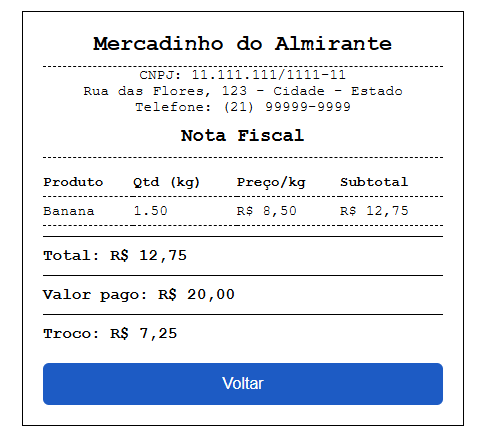 Mercadinho do Almirante
CNPJ: 11.111.111/1111-11
Rua das Flores, 123 - Cidade - Estado
Telefone: (21) 99999-9999
Nota Fiscal
Produto Qtd (kg) Preço/kg Subtotal
Banana 1.50 R$ 8,50 R$ 12,75
Total: R$ 12,75
Valor pago: R$ 20,00
Troco: R$ 7,25
Voltar